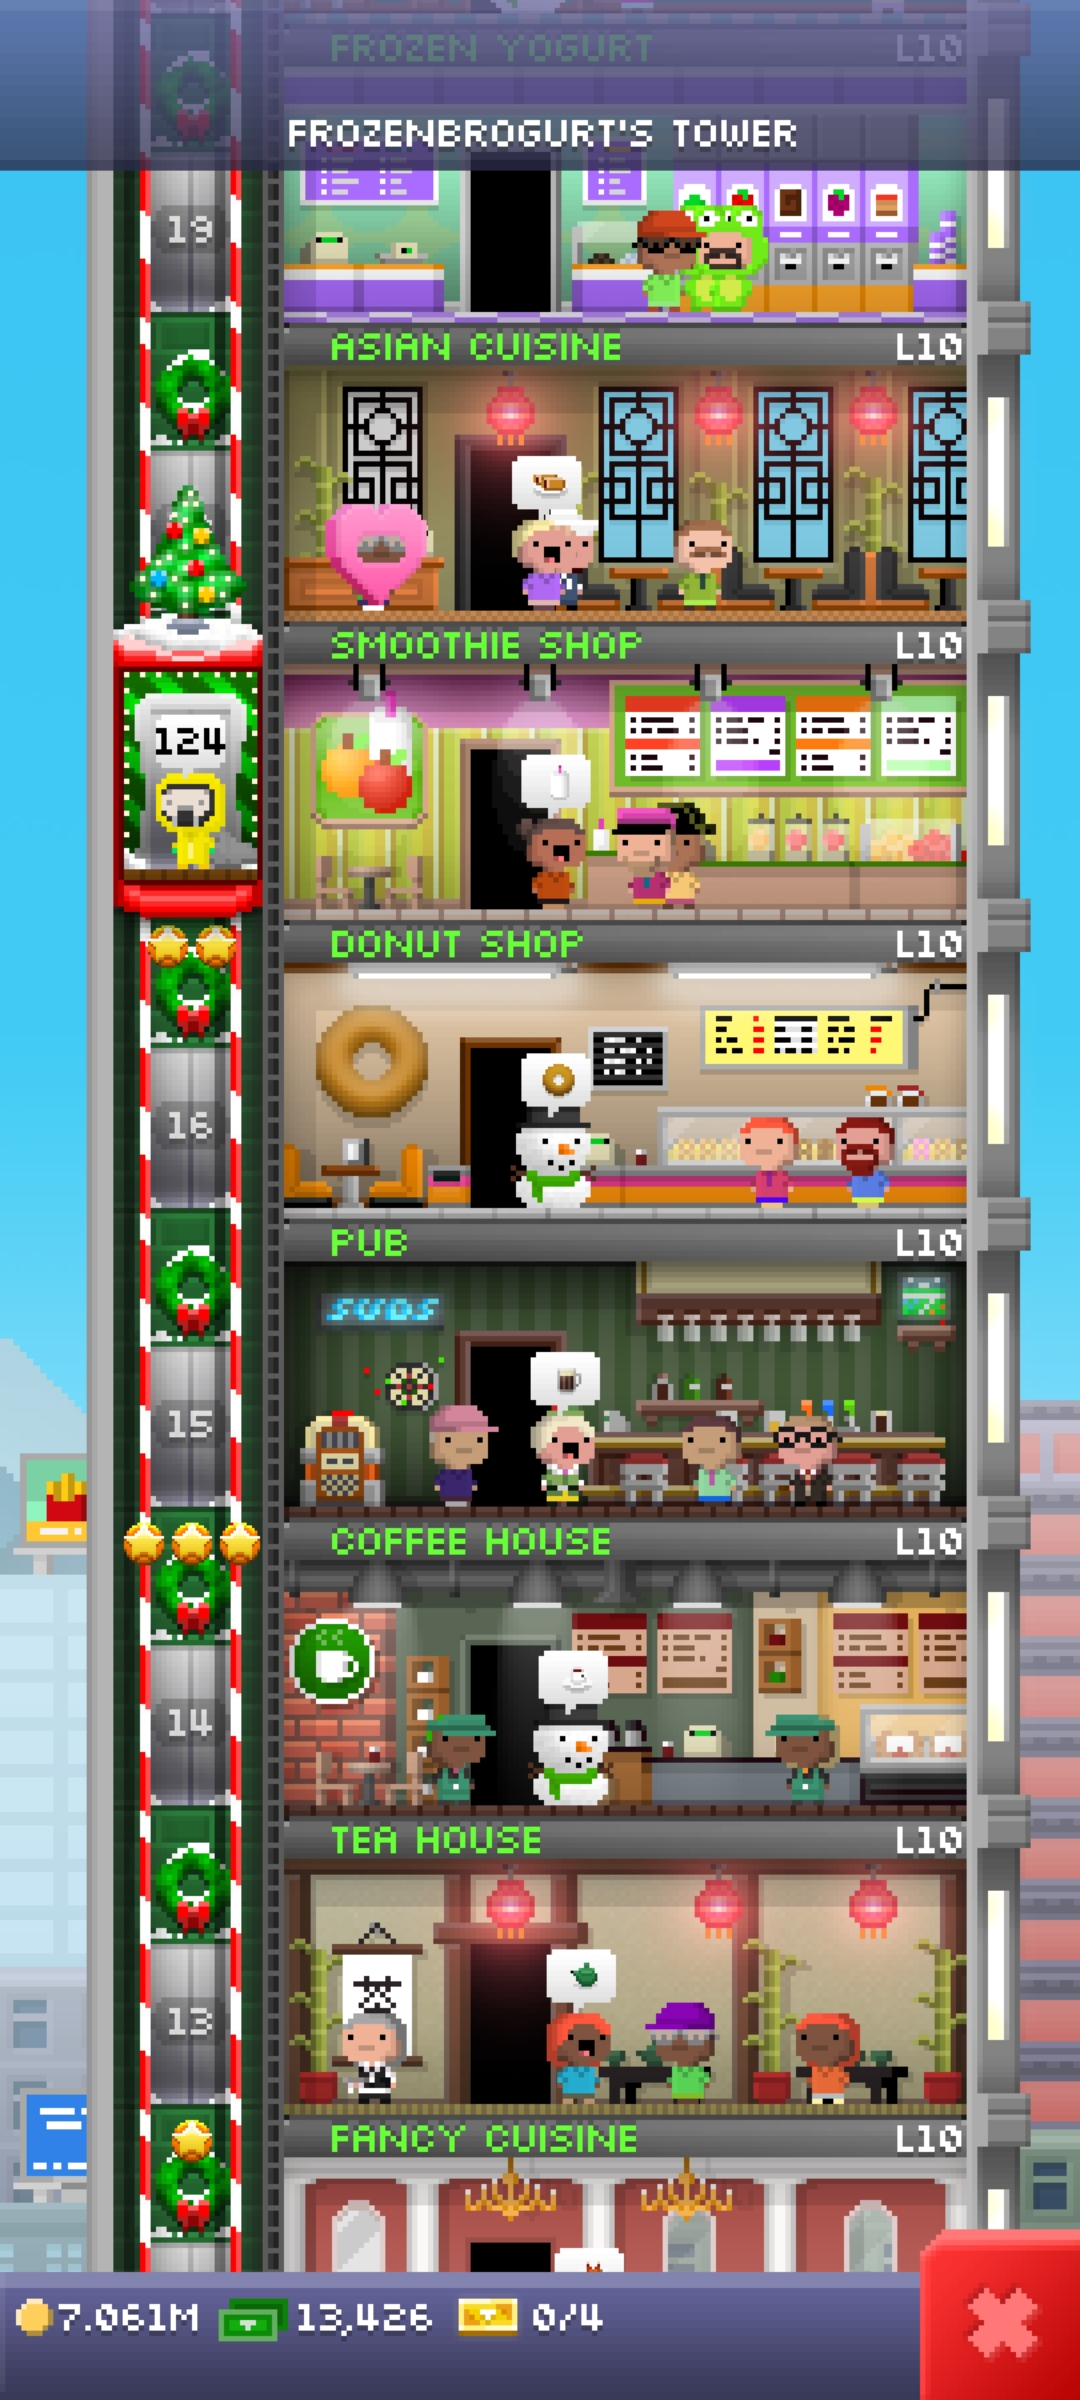 FROZEN YOGURT L10
FROZENBROGURT'S TOWER
19
ASIAN CUISINE L10
SMOOTHIE SHOP L10
124
DONUT SHOP L10
16
PUB L10
SUDS
15
COFFEE HOUSE L10
14
TEA HOUSE L10
13
FANCY CUISINE L10
7.061M 13,426 0/4